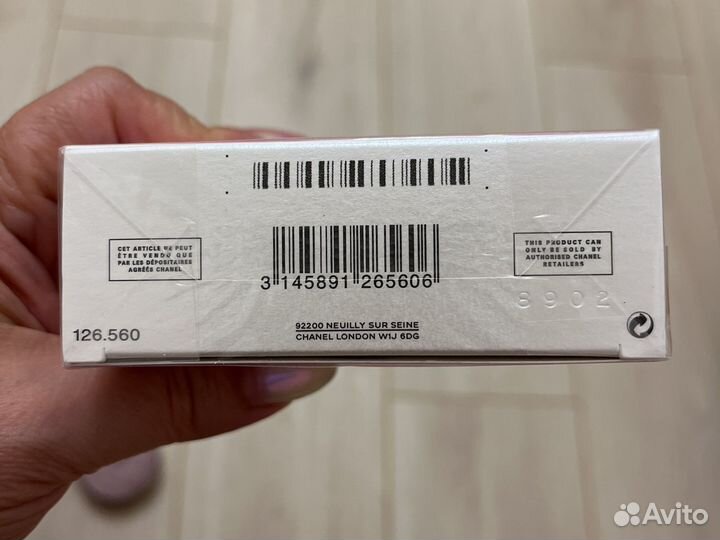 CET ARTICLE NE PEUT
ÊTRE VENDU QUE
PAR LES DÉPOSITAIRES
AGRÉÉS CHANEL
3 145891 265606
THIS PRODUCT CAN
ONLY BE SOLD BY
AUTHORISED CHANEL
RETAILERS
8902
126.560
92200 NEUILLY SUR SEINE
CHANEL LONDON W1J 6DG
Avito